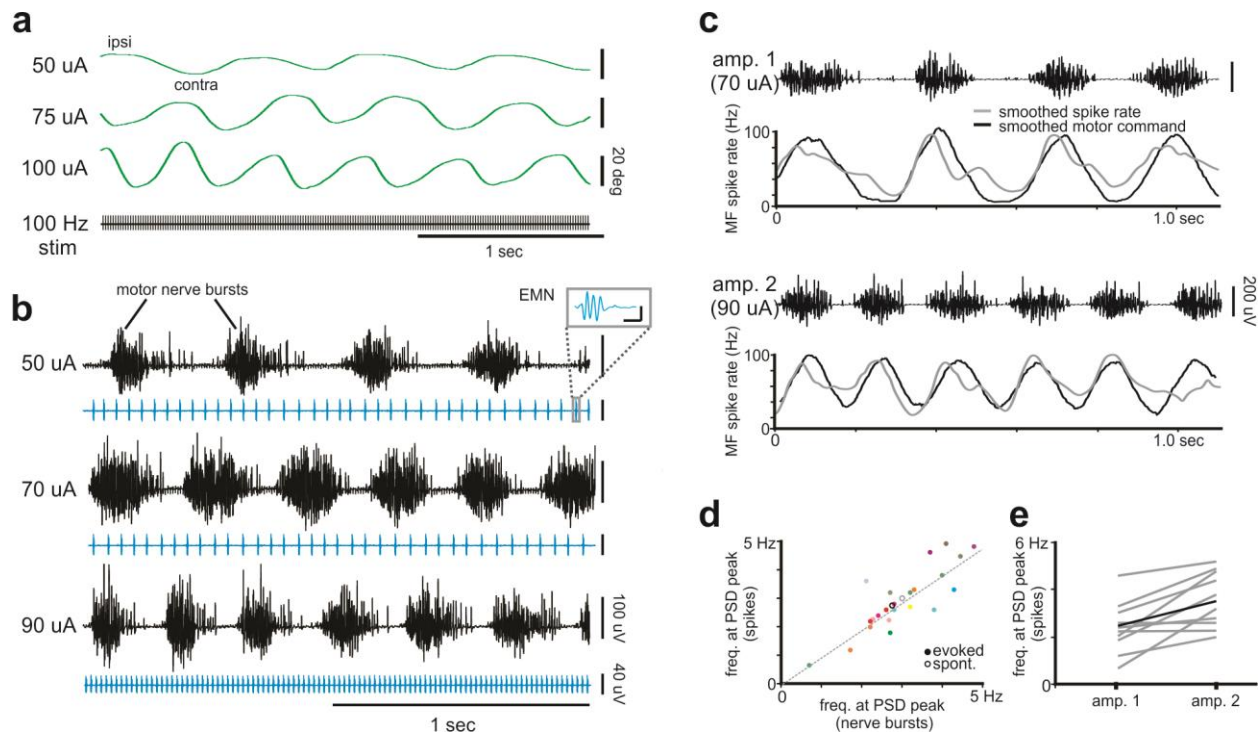 a
ipsi
50 uA
contra
75 uA
100 uA
20 deg
100 Hz
stim
1 sec
b
motor nerve bursts
EMN
50 uA
70 uA
90 uA
100 uV
40 uV
1 sec
c
amp. 1
(70 uA)
smoothed spike rate
smoothed motor command
MF spike rate (Hz)
100
0
0
1.0 sec
amp. 2
(90 uA)
200 uV
MF spike rate (Hz)
100
0
0
1.0 sec
d
5 Hz
freq. at PSD peak
(spikes)
evoked
spont.
0
0
5 Hz
freq. at PSD peak
(nerve bursts)
e
6 Hz
freq. at PSD peak
(spikes)
0
amp. 1
amp. 2